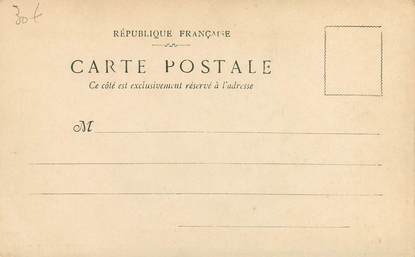 30€
RÉPUBLIQUE FRANÇAISE
CARTE POSTALE
Ce côté est exclusivement réservé à l'adresse
M